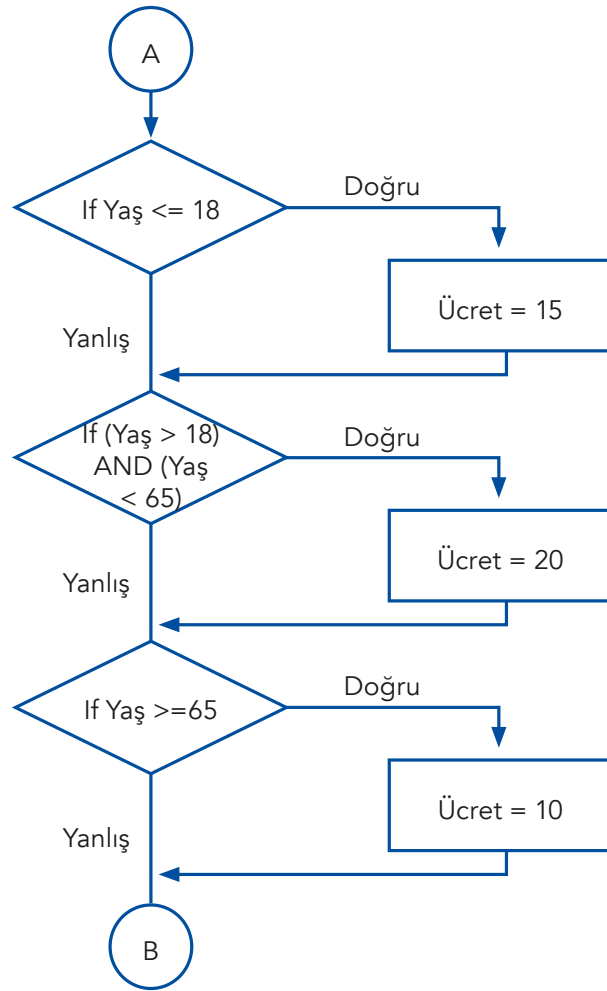 A
If Yaş <= 18
Doğru
Ücret = 15
Yanlış
If (Yaş > 18)
AND (Yaş
< 65)
Doğru
Ücret = 20
Yanlış
If Yaş >=65
Doğru
Ücret = 10
Yanlış
B